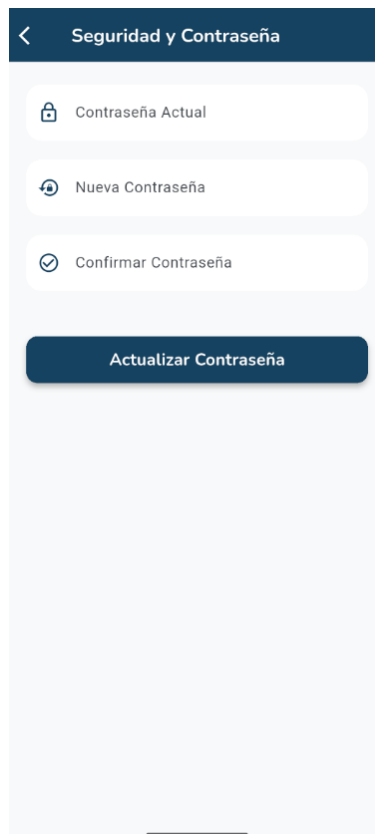 Seguridad y Contraseña
Contraseña Actual
Nueva Contraseña
Confirmar Contraseña
Actualizar Contraseña